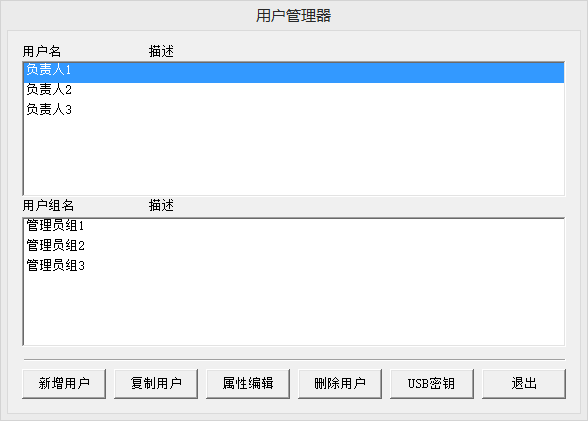 用户管理器
用户名 描述
负责人1
负责人2
负责人3
用户组名 描述
管理员组1
管理员组2
管理员组3
新增用户 复制用户 属性编辑 删除用户 USB密钥 退出